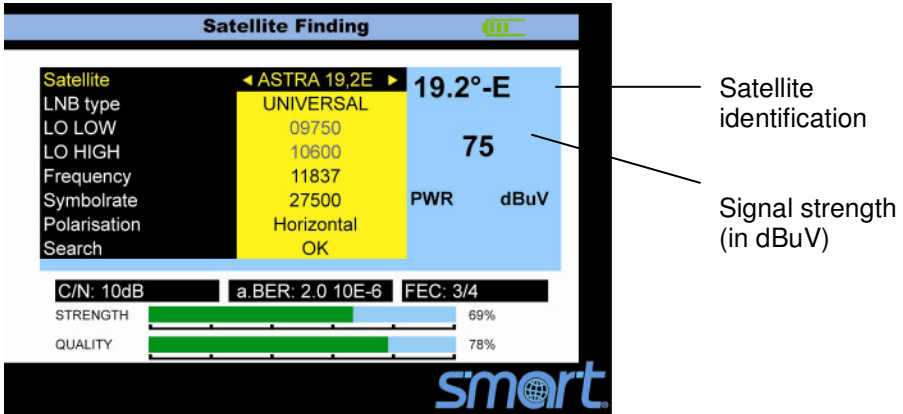 Satellite Finding
Satellite ◄ ASTRA 19,2E ► 19.2°-E
LNB type UNIVERSAL
LO LOW 09750
LO HIGH 10600 75
Frequency 11837
Symbolrate 27500 PWR dBuV
Polarisation Horizontal
Search OK
C/N: 10dB a.BER: 2.0 10E-6 FEC: 3/4
STRENGTH 69%
QUALITY 78%
smart
Satellite
identification
Signal strength
(in dBuV)